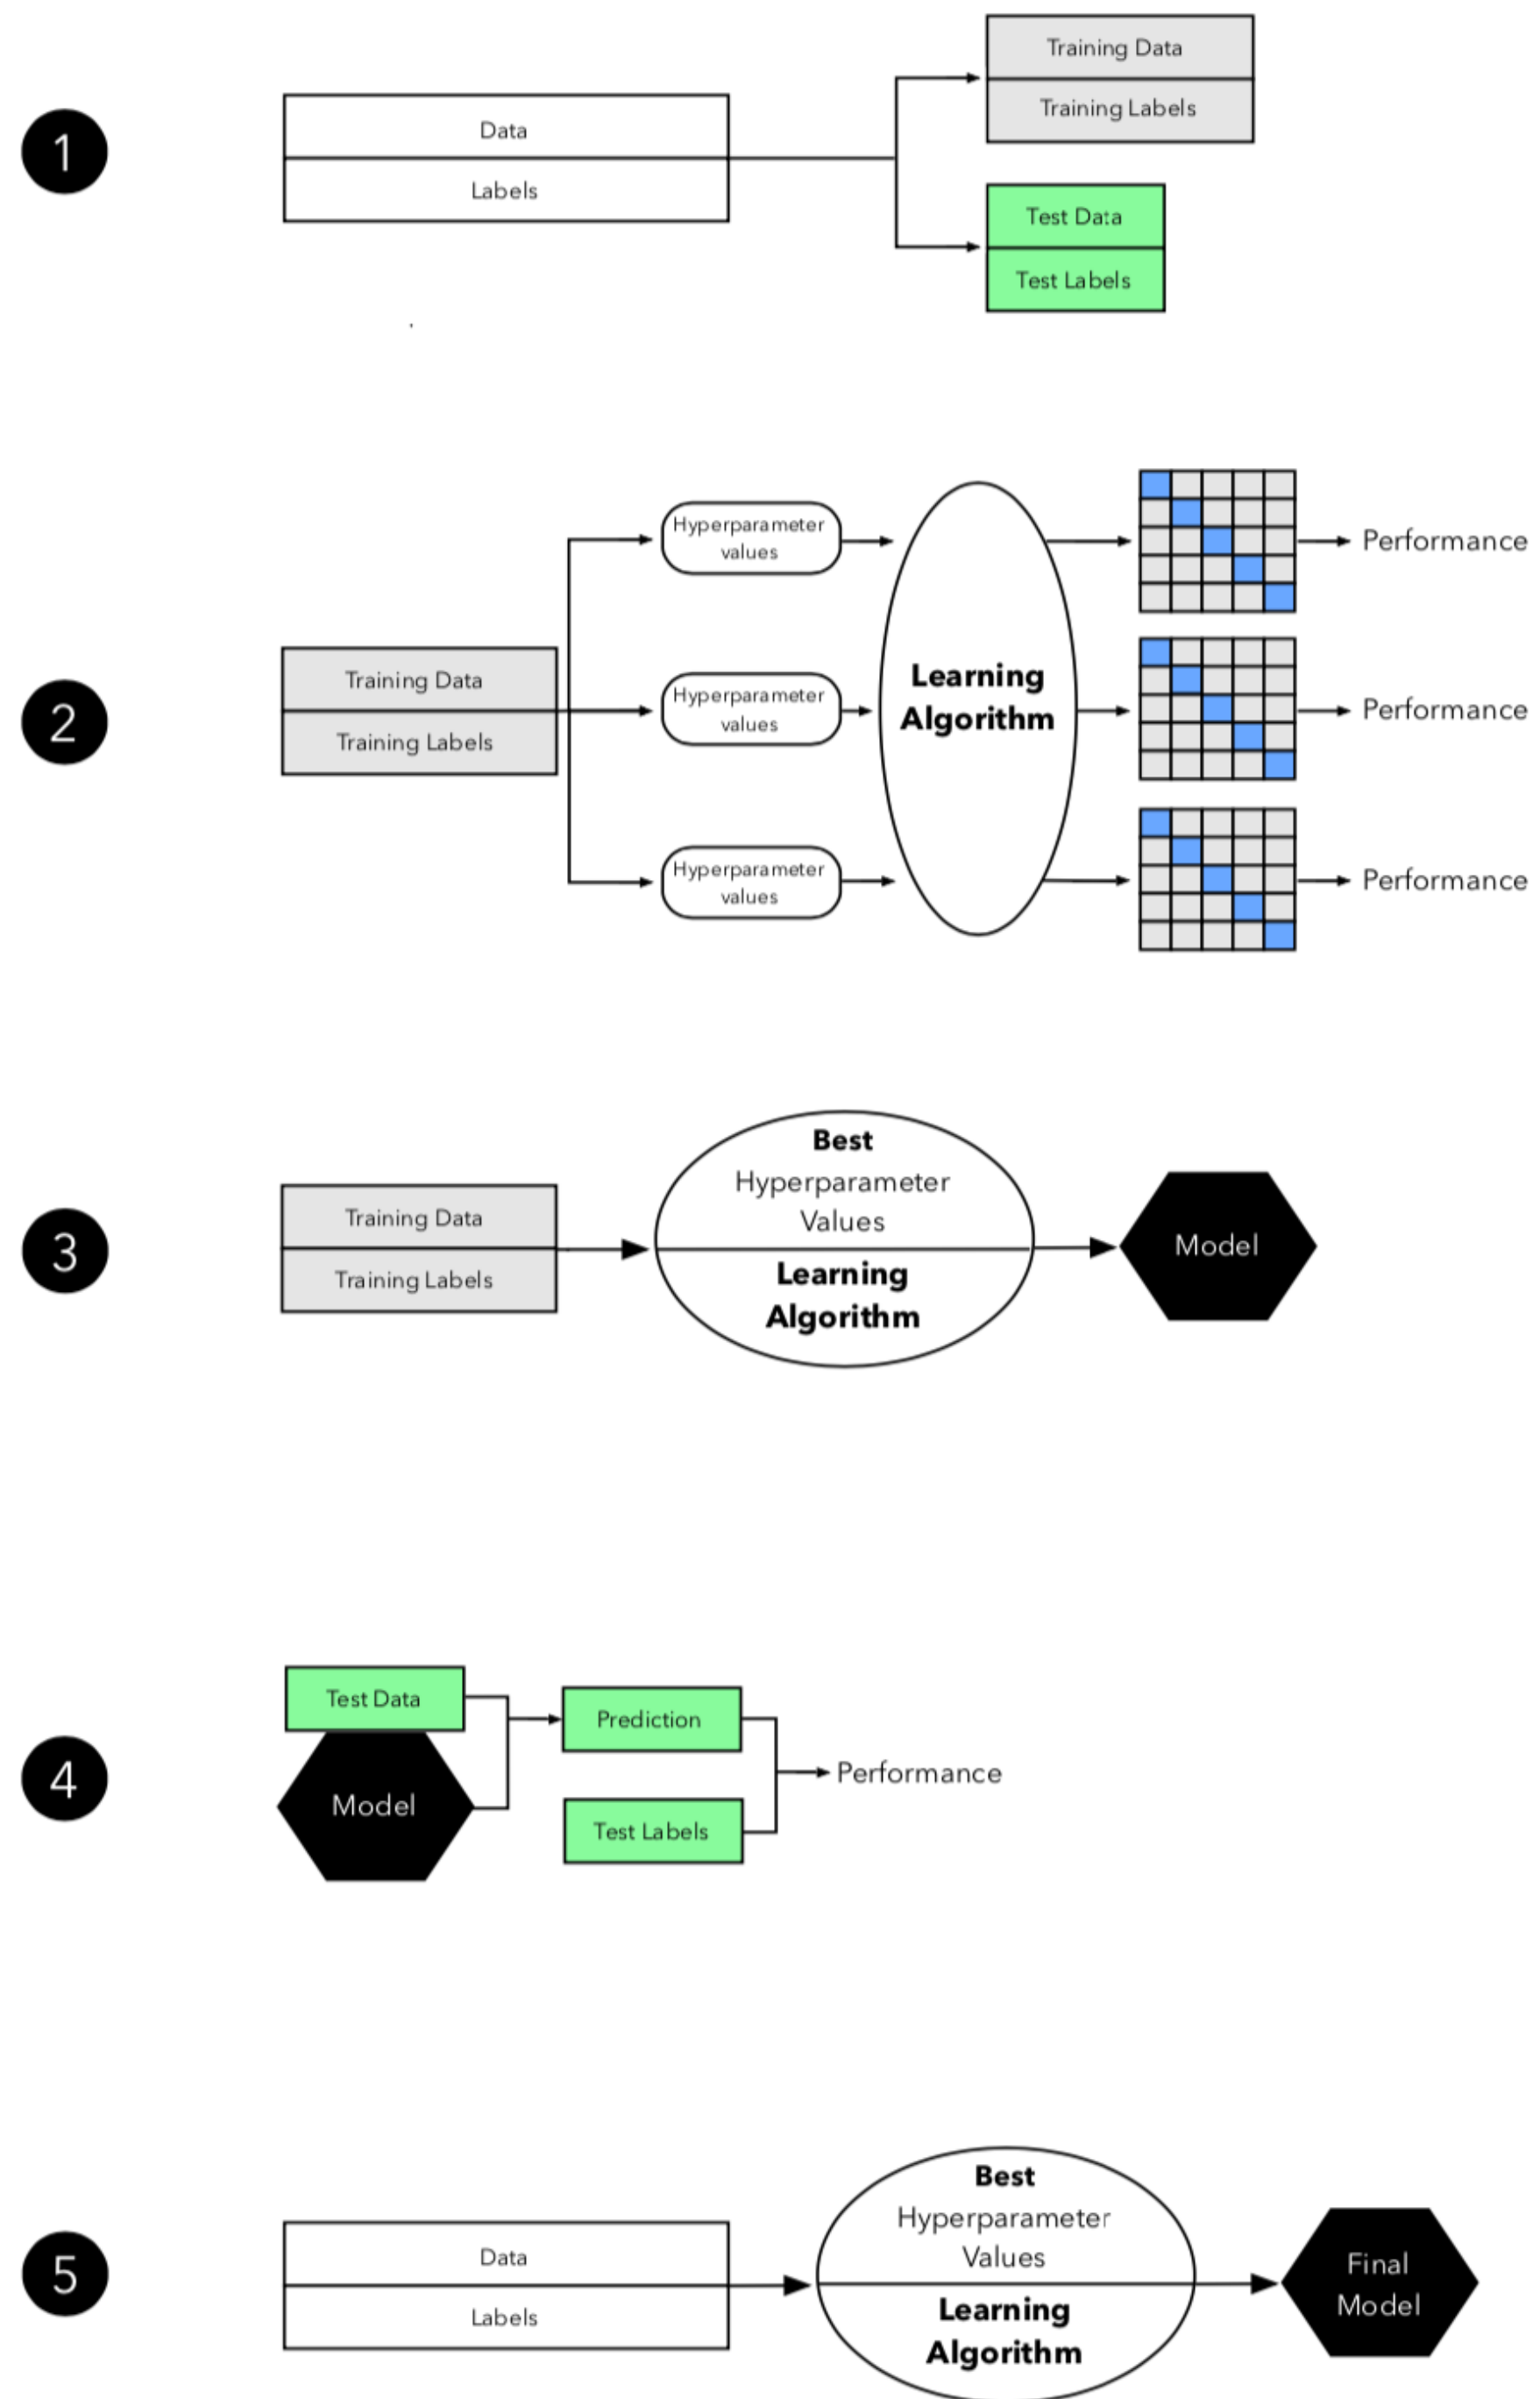 1
Data
Labels
Training Data
Training Labels
Test Data
Test Labels
2
Training Data
Training Labels
Hyperparameter
values
Hyperparameter
values
Hyperparameter
values
Learning
Algorithm
Performance
Performance
Performance
3
Training Data
Training Labels
Best
Hyperparameter
Values
Learning
Algorithm
Model
4
Test Data
Model
Prediction
Test Labels
Performance
5
Data
Labels
Best
Hyperparameter
Values
Learning
Algorithm
Final
Model